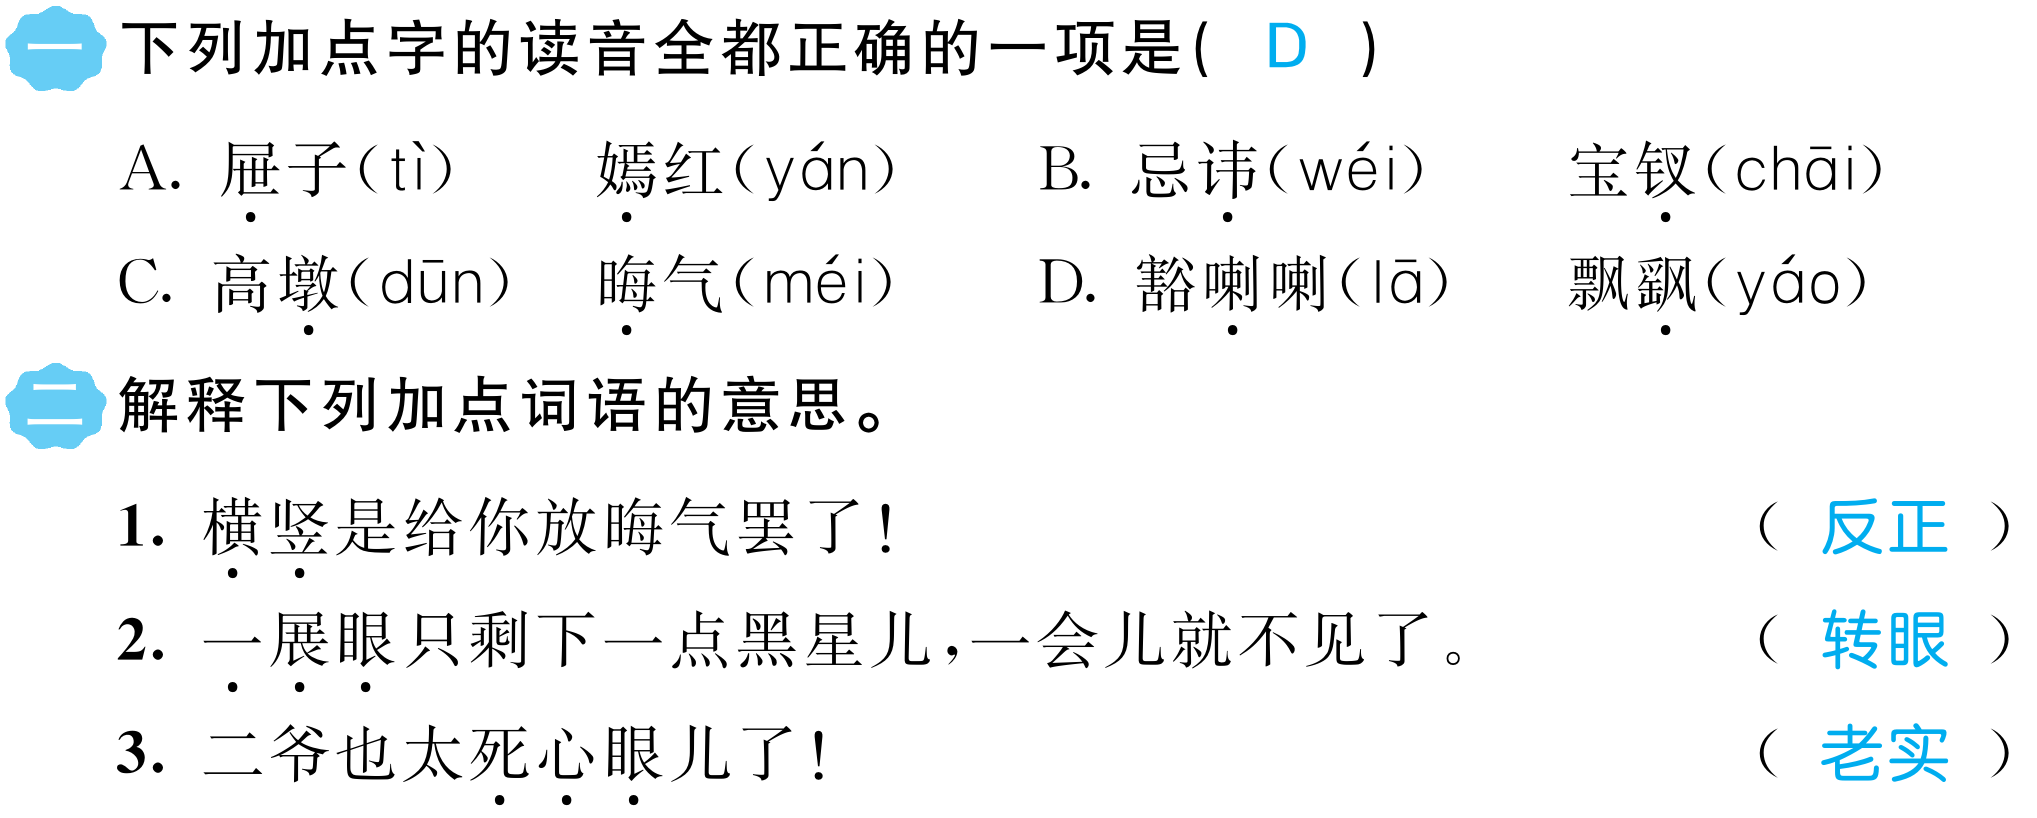 一 下列加点字的读音全都正确的一项是( D )
A. 屉子(tì) 嫣红(yán) B. 忌讳(wéi) 宝钗(chāi)
C. 高墩(dūn) 晦气(méi) D. 豁喇喇(lā) 飘飖(yáo)
二 解释下列加点词语的意思。
1. 横竖是给你放晦气罢了! ( 反正 )
2. 一展眼只剩下一点黑星儿,一会儿就不见了。 ( 转眼 )
3. 二爷也太死心眼儿了! ( 老实 )